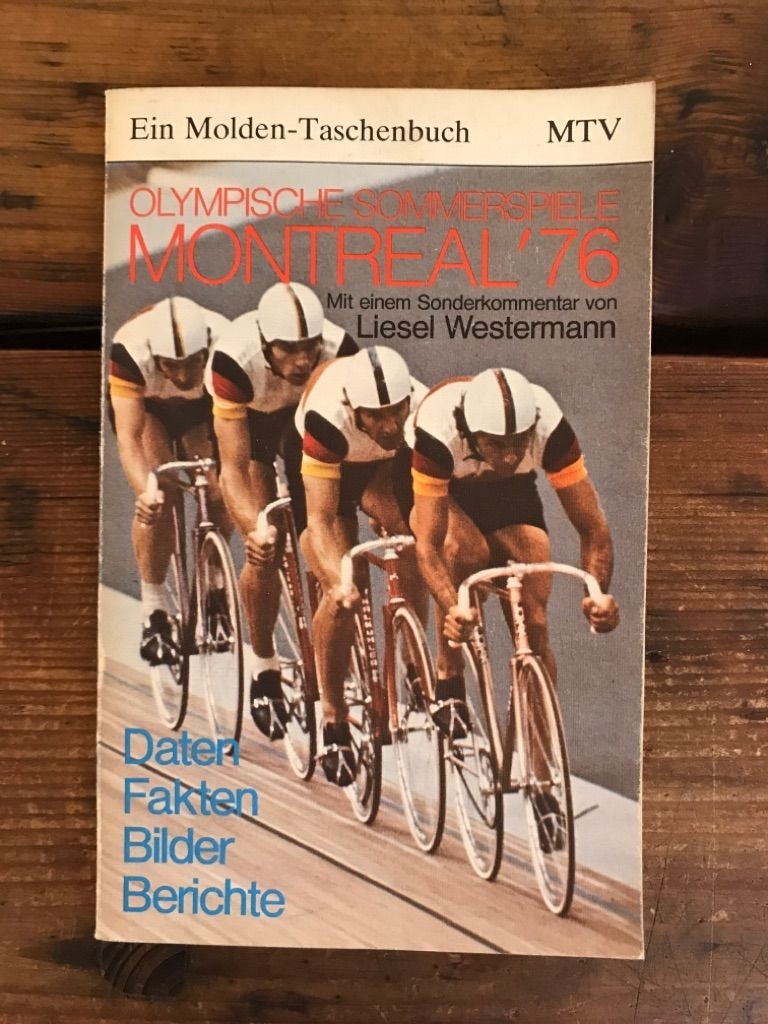 Ein Molden-Taschenbuch MTV
OLYMPISCHE SOMMERSPIELE
MONTREAL '76
Mit einem Sonderkommentar von
Liesel Westermann
Daten
Fakten
Bilder
Berichte